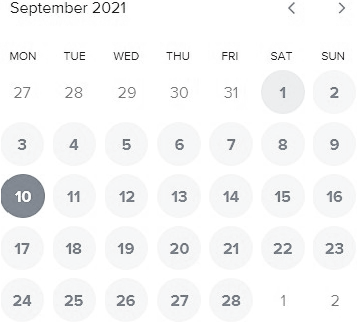 September 2021
MON TUE WED THU FRI SAT SUN
27 28 29 30 31 1 2
3 4 5 6 7 8 9
10 11 12 13 14 15 16
17 18 19 20 21 22 23
24 25 26 27 28 1 2